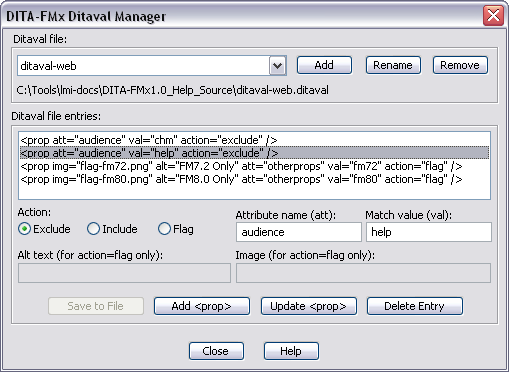 DITA-FMx Ditaval Manager
Ditaval file:
ditaval-web Add Rename Remove
C:\Tools\lmi-docs\DITA-FMx1.0_Help_Source\ditaval-web.ditaval
Ditaval file entries:
<prop att="audience" val="chm" action="exclude" />
<prop att="audience" val="help" action="exclude" />
<prop img="flag-fm72.png" alt="FM7.2 Only" att="otherprops" val="fm72" action="flag" />
<prop img="flag-fm80.png" alt="FM8.0 Only" att="otherprops" val="fm80" action="flag" />
Action: Attribute name (att): Match value (val):
Exclude Include Flag audience help
Alt text (for action=flag only): Image (for action=flag only):
Save to File Add <prop> Update <prop> Delete Entry
Close Help